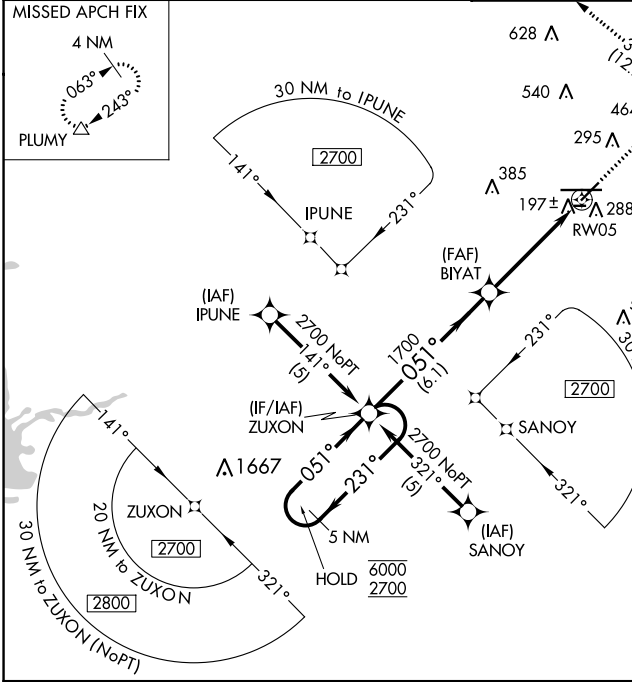 MISSED APCH FIX
4 NM
063°
243°
PLUMY
628
540
295
385
197±
288
RW05
30 NM to IPUNE
2700
141°
231°
IPUNE
(FAF)
BIYAT
(IAF)
IPUNE
2700 NoPT
141°
(5)
1700
051°
(6.1)
(IF/IAF)
ZUXON
2700 NoPT
321°
(5)
(IAF)
SANOY
051°
231°
5 NM
HOLD
6000
2700
1667
231°
2700
SANOY
321°
141°
ZUXON
2700
321°
20 NM to ZUXON
2800
30 NM to ZUXON (NoPT)